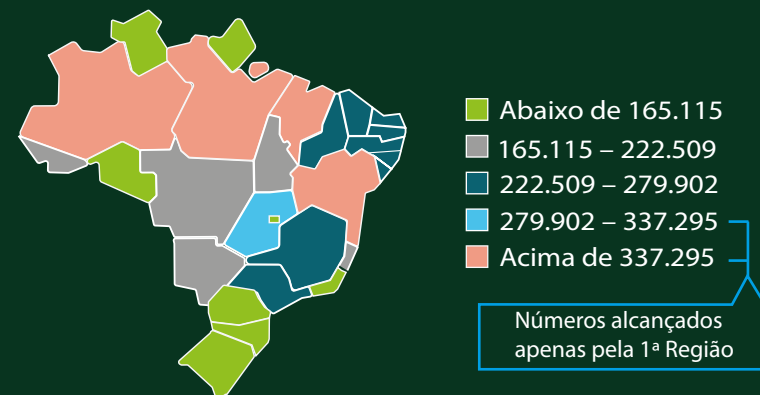 Abaixo de 165.115
165.115 – 222.509
222.509 – 279.902
279.902 – 337.295
Acima de 337.295
Números alcançados
apenas pela 1ª Região